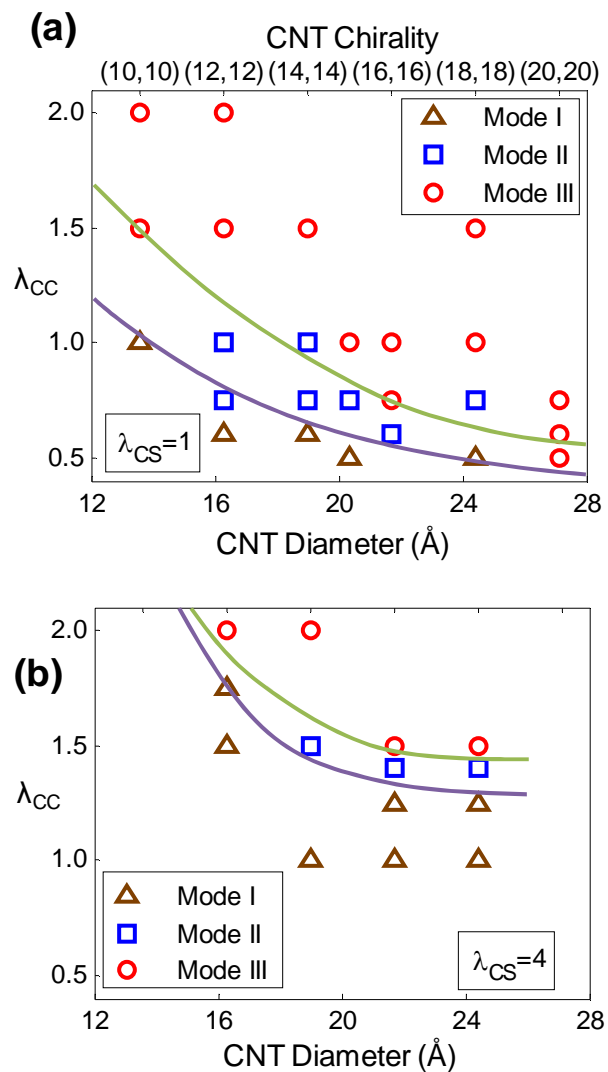 (a)
CNT Chirality
(10,10) (12,12) (14,14) (16,16) (18,18) (20,20)
2.0
1.5
1.0
0.5
λCC
Mode I
Mode II
Mode III
λCS=1
12 16 20 24 28
CNT Diameter (Å)
(b)
2.0
1.5
1.0
0.5
λCC
Mode I
Mode II
Mode III
λCS=4
12 16 20 24 28
CNT Diameter (Å)